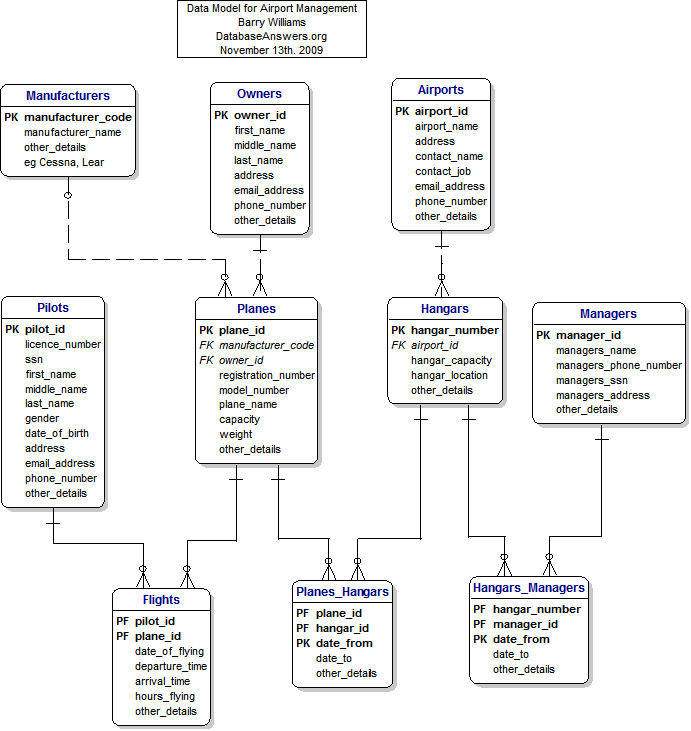 Data Model for Airport Management
Barry Williams
DatabaseAnswers.org
November 13th. 2009
Manufacturers
PK manufacturer_code
manufacturer_name
other_details
eg Cessna, Lear
Owners
PK owner_id
first_name
middle_name
last_name
address
email_address
phone_number
other_details
Airports
PK airport_id
airport_name
address
contact_name
contact_job
email_address
phone_number
other_details
Pilots
PK pilot_id
licence_number
ssn
first_name
middle_name
last_name
gender
date_of_birth
address
email_address
phone_number
other_details
Planes
PK plane_id
FK manufacturer_code
FK owner_id
registration_number
model_number
plane_name
capacity
weight
other_details
Hangars
PK hangar_number
FK airport_id
hangar_capacity
hangar_location
other_details
Managers
PK manager_id
managers_name
managers_phone_number
managers_ssn
managers_address
other_details
Flights
PF pilot_id
PF plane_id
date_of_flying
departure_time
arrival_time
hours_flying
other_details
Planes_Hangars
PF plane_id
PF hangar_id
PK date_from
date_to
other_details
Hangars_Managers
PF hangar_number
PF manager_id
PK date_from
date_to
other_details